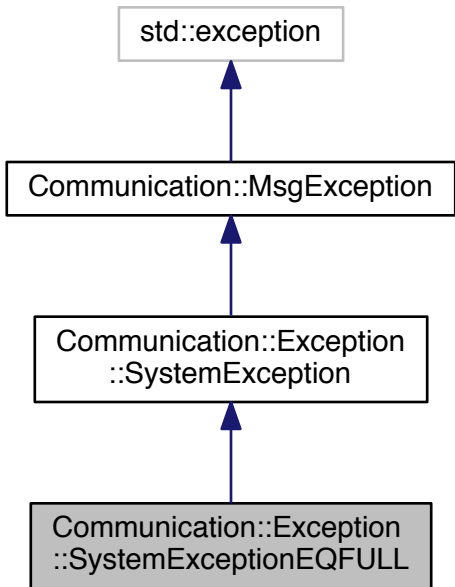 std::exception
Communication::MsgException
Communication::Exception
::SystemException
Communication::Exception
::SystemExceptionEQFULL